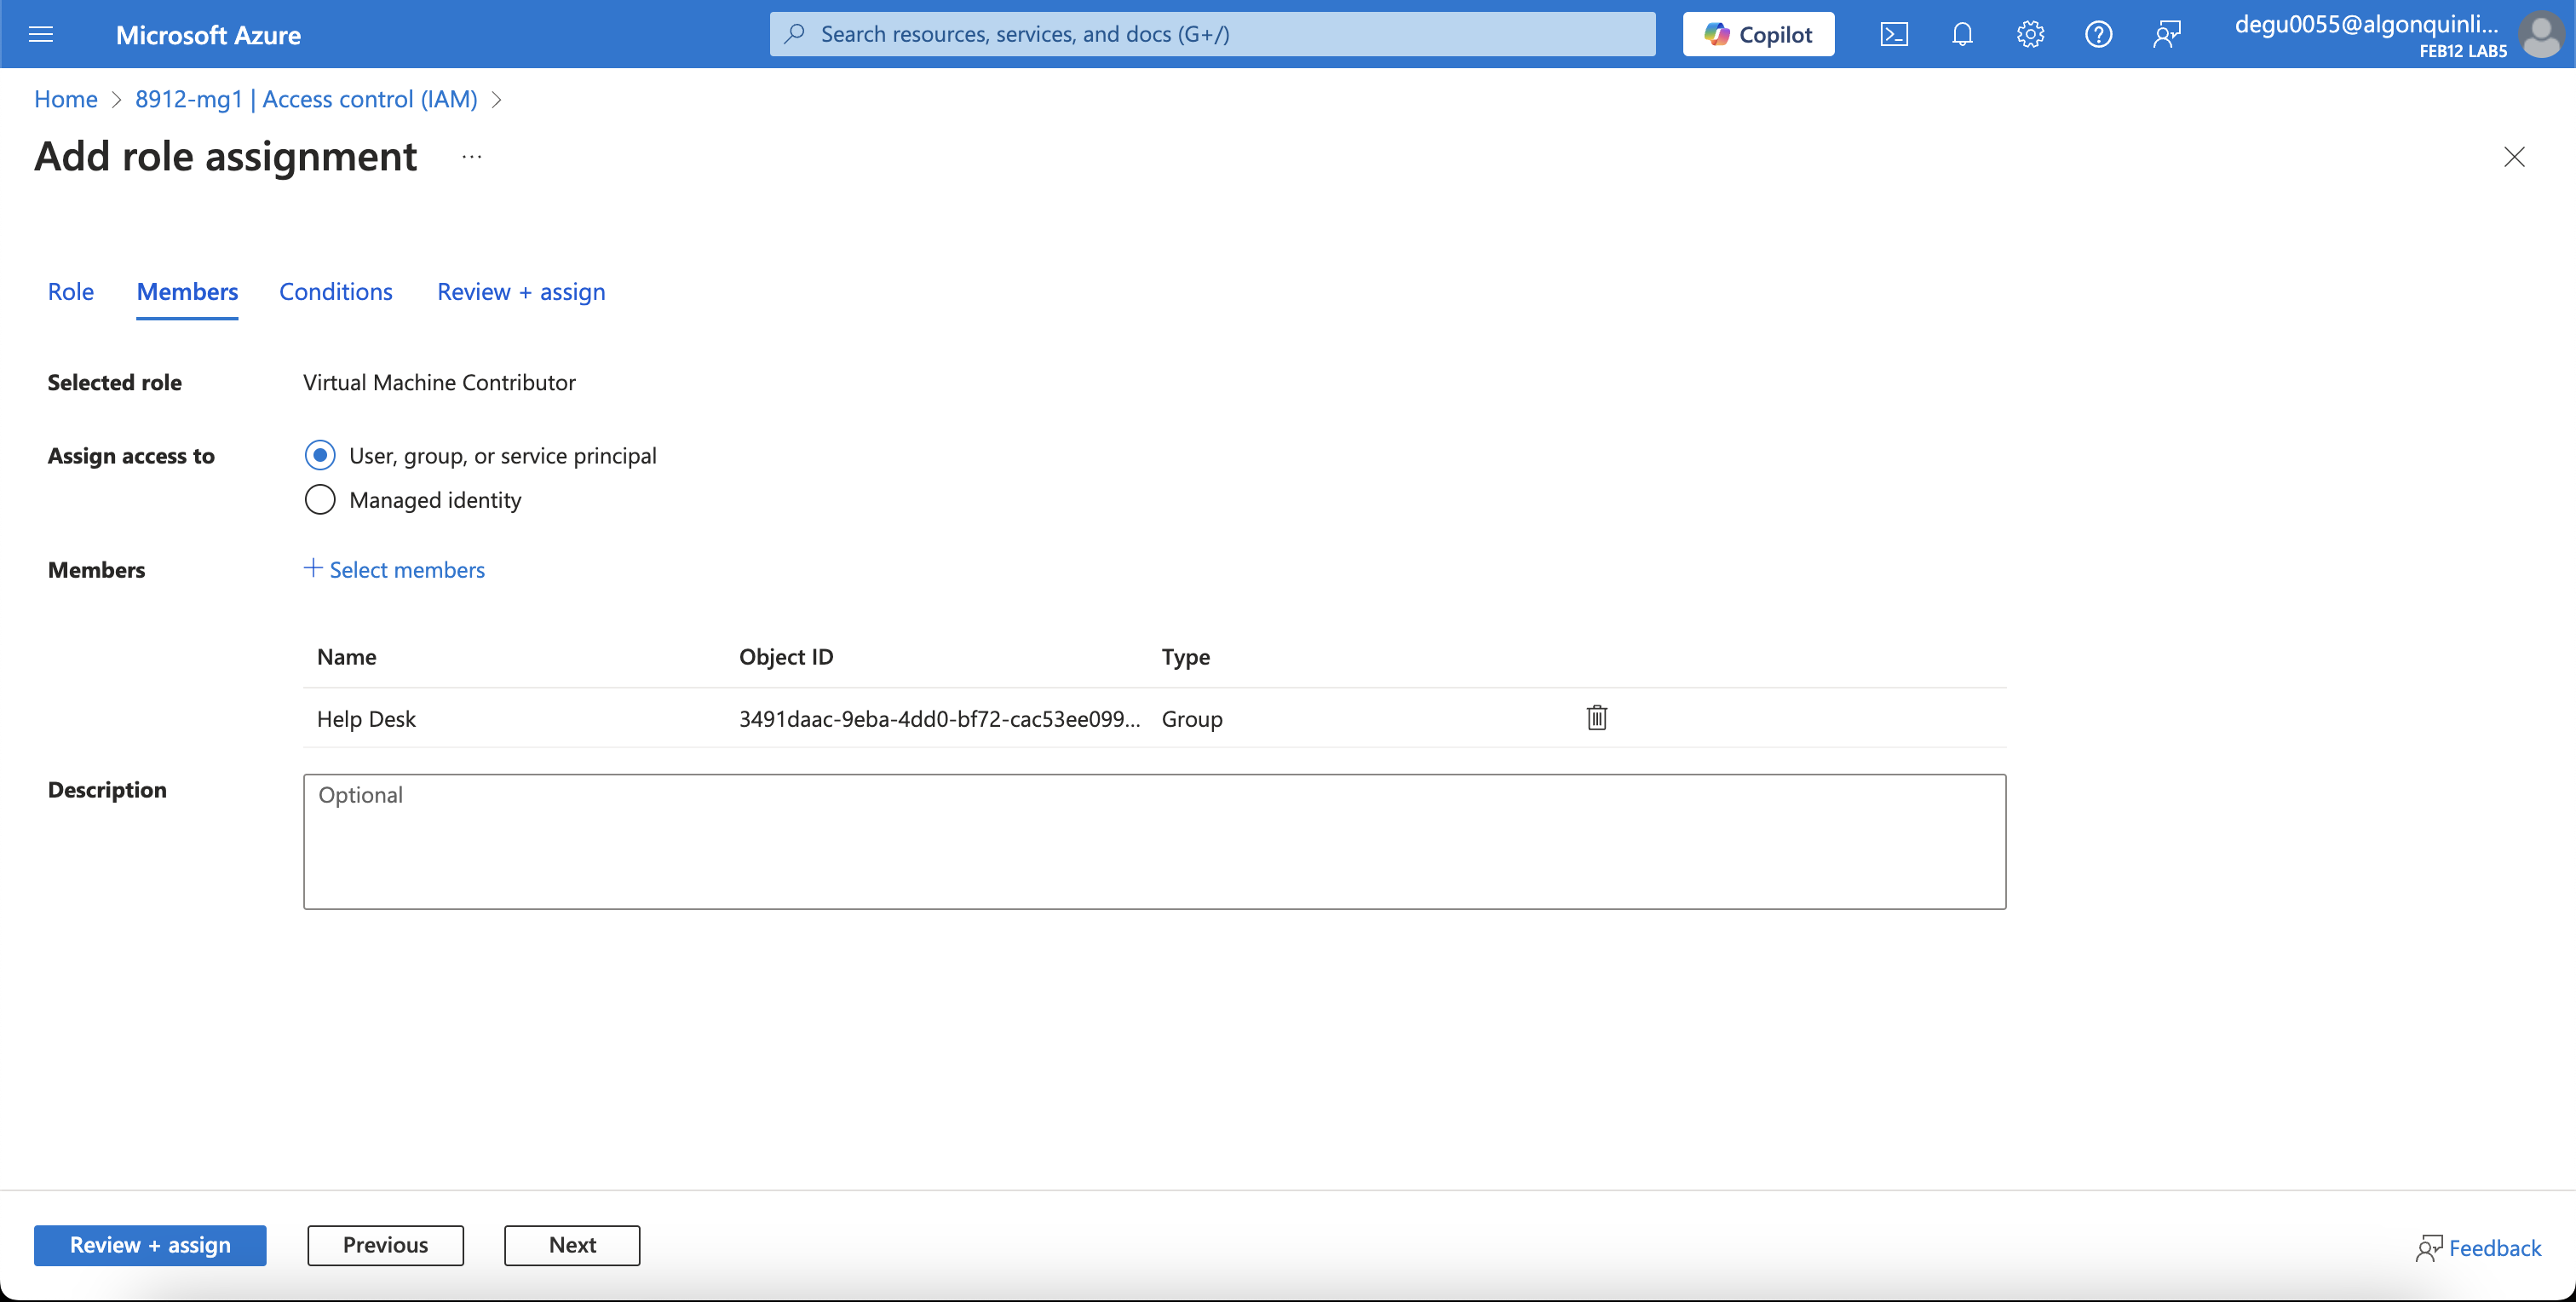 Microsoft Azure
Search resources, services, and docs (G+/)
Copilot
degu0055@algonquinli...
FEB12 LAB5
Home > 8912-mg1 | Access control (IAM) >
Add role assignment ...
Role Members Conditions Review + assign
Selected role Virtual Machine Contributor
Assign access to User, group, or service principal
Managed identity
Members + Select members
Name Object ID Type
Help Desk 3491daac-9eba-4dd0-bf72-cac53ee099... Group
Description Optional
Review + assign Previous Next Feedback